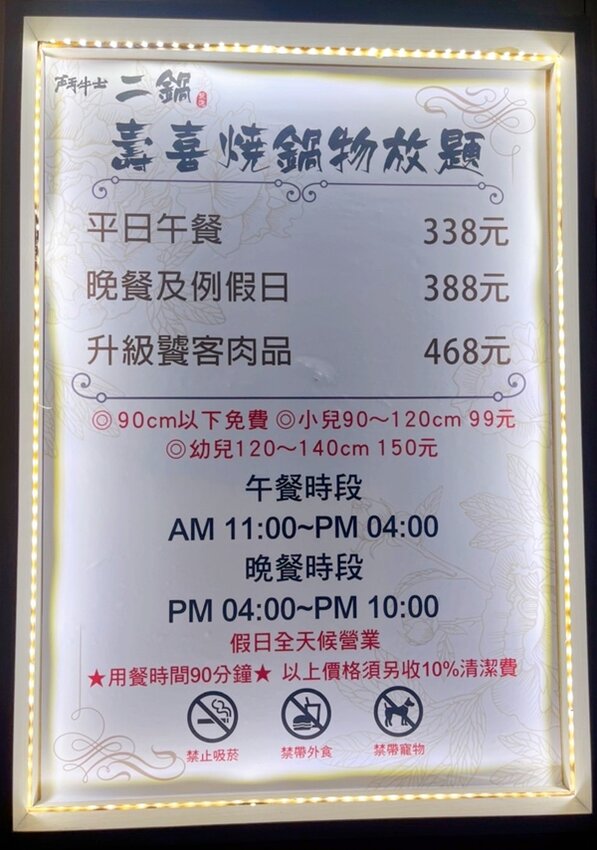 鬥牛士 二鍋
壽喜燒鍋物放題
平日午餐 338元
晚餐及例假日 388元
升級饕客肉品 468元
◎90cm以下免費 ◎小兒90～120cm 99元
◎幼兒120～140cm 150元
午餐時段
AM 11:00~PM 04:00
晚餐時段
PM 04:00~PM 10:00
假日全天候營業
★用餐時間90分鐘★ 以上價格須另收10%清潔費
禁止吸菸 禁帶外食 禁帶寵物